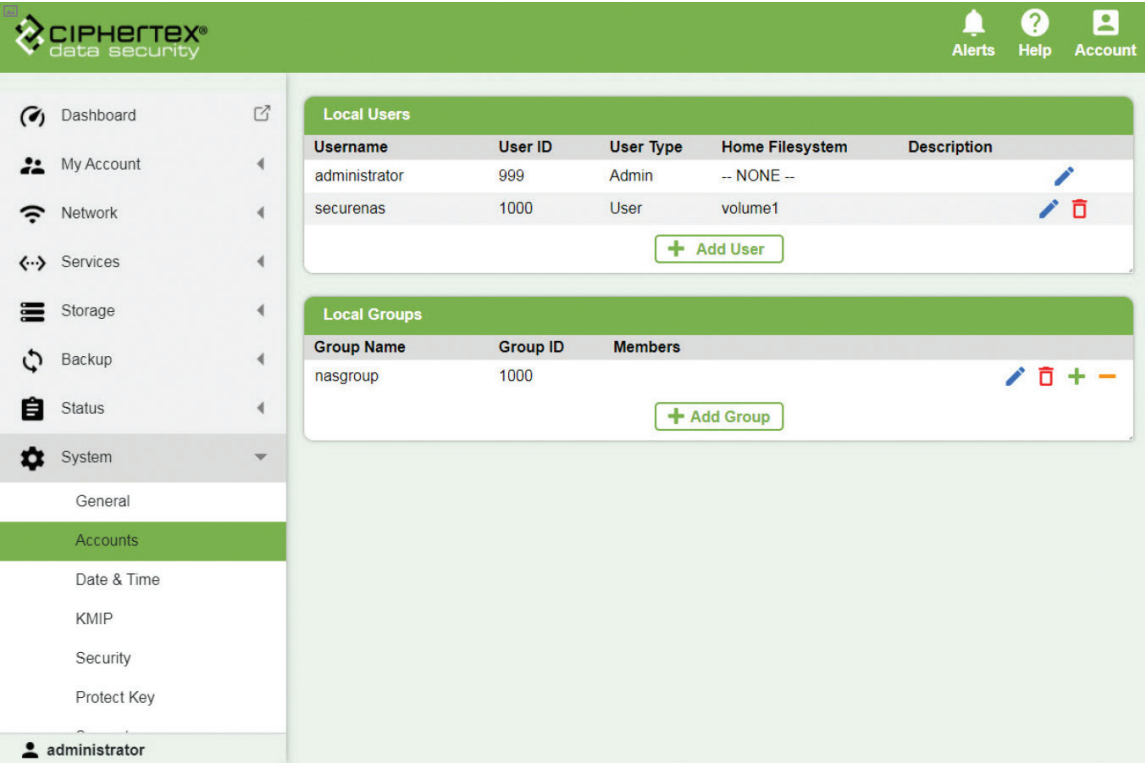 CIPHERTEX®
data security
Alerts Help Account
Dashboard
My Account
Network
Services
Storage
Backup
Status
System
General
Accounts
Date & Time
KMIP
Security
Protect Key
administrator
Local Users
Username User ID User Type Home Filesystem Description
administrator 999 Admin -- NONE --
securenas 1000 User volume1
Add User
Local Groups
Group Name Group ID Members
nasgroup 1000
Add Group